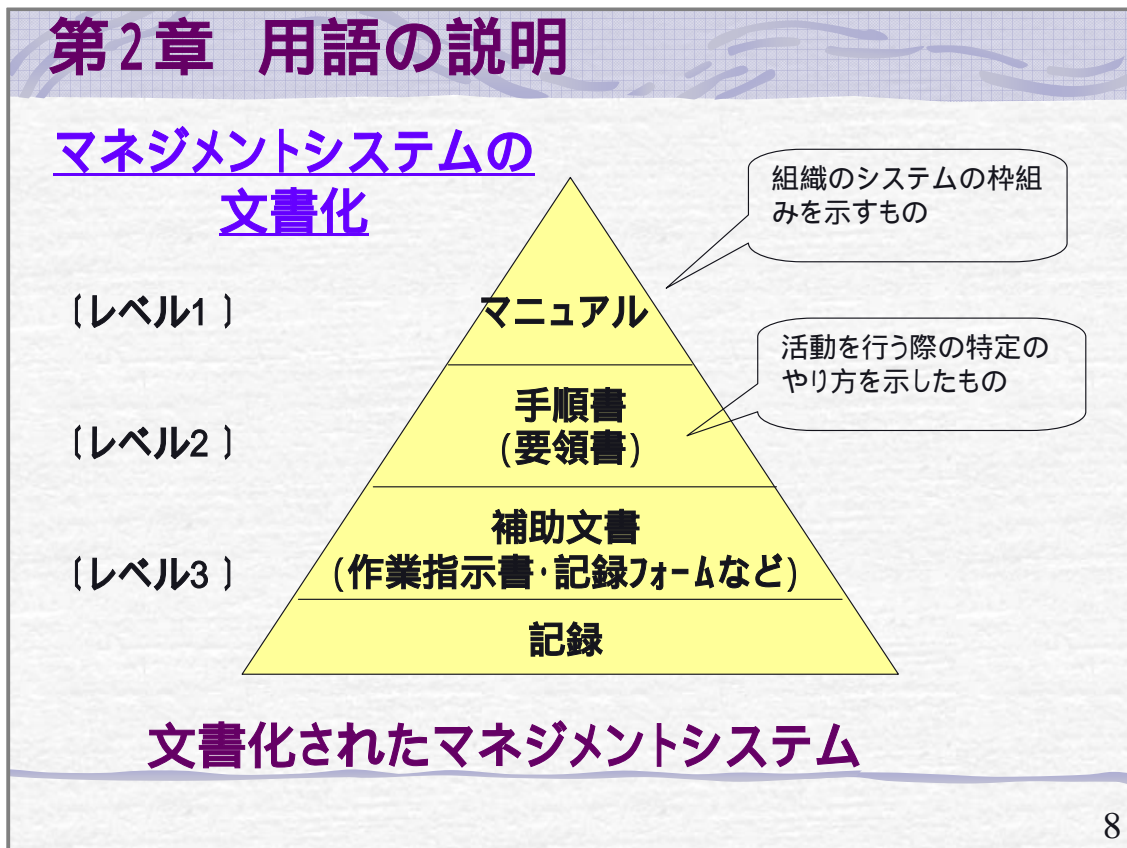 第2章 用語の説明
マネジメントシステムの
文書化
組織のシステムの枠組
みを示すもの
〔レベル1 〕
マニュアル
活動を行う際の特定の
やり方を示したもの
手順書
(要領書)
〔レベル2 〕
補助文書
(作業指示書・記録フォームなど)
〔レベル3 〕
記録
文書化されたマネジメントシステム
8